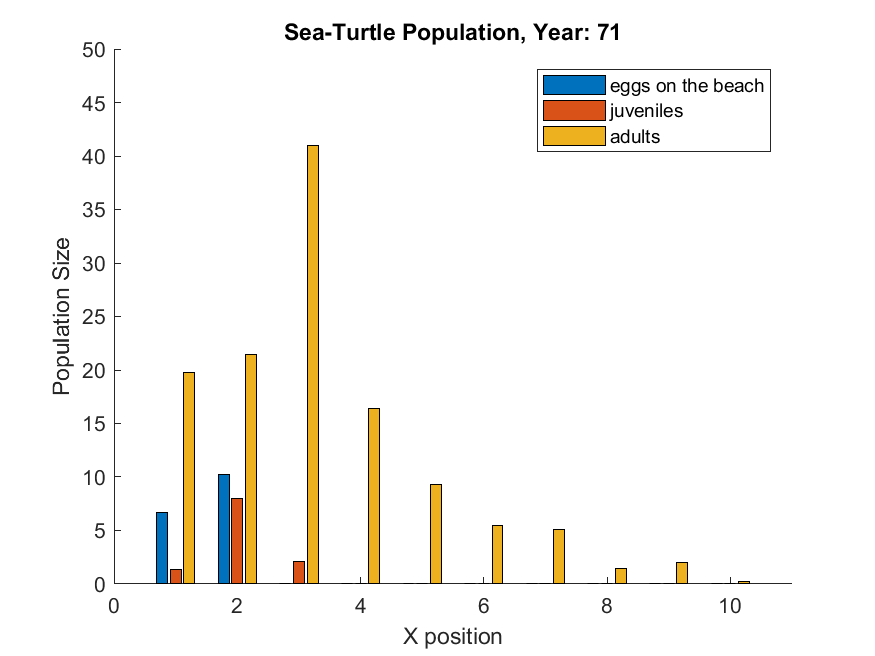 Sea-Turtle Population, Year: 71
50
45
40
35
30
25
20
15
10
5
0
Population Size
eggs on the beach
juveniles
adults
0 2 4 6 8 10
X position